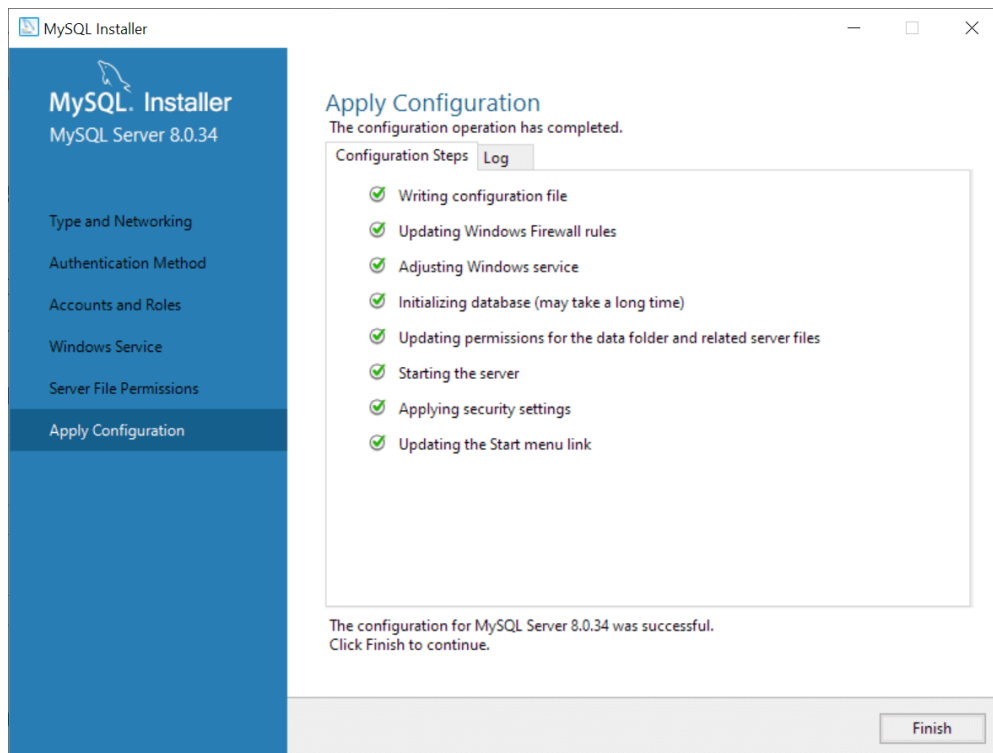 MySQL Installer
MySQL. Installer
MySQL Server 8.0.34
Type and Networking
Authentication Method
Accounts and Roles
Windows Service
Server File Permissions
Apply Configuration
Apply Configuration
The configuration operation has completed.
Configuration Steps Log
Writing configuration file
Updating Windows Firewall rules
Adjusting Windows service
Initializing database (may take a long time)
Updating permissions for the data folder and related server files
Starting the server
Applying security settings
Updating the Start menu link
The configuration for MySQL Server 8.0.34 was successful.
Click Finish to continue.
Finish